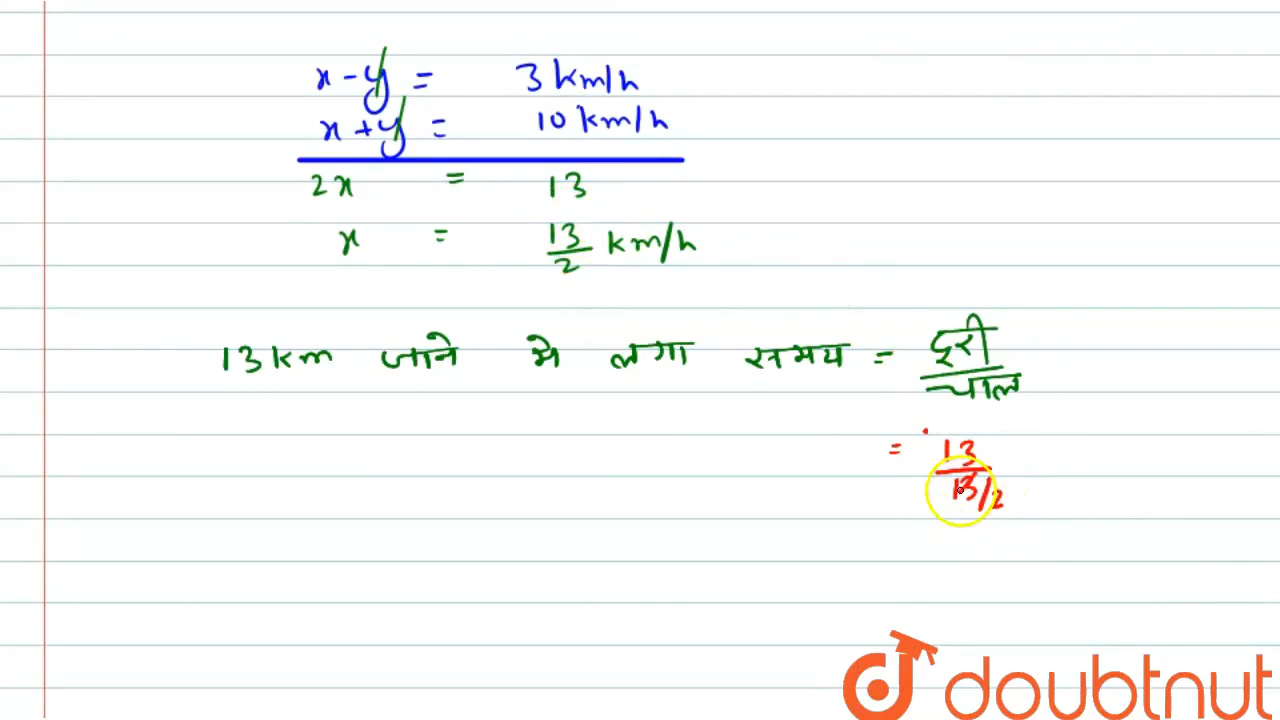 x - y = 3 km/h
x + y = 10 km/h
2x = 13
x = 13/2 km/h
13 km जाने मे लगा समय = दूरी/चाल
= 13/13/2
doubtnut